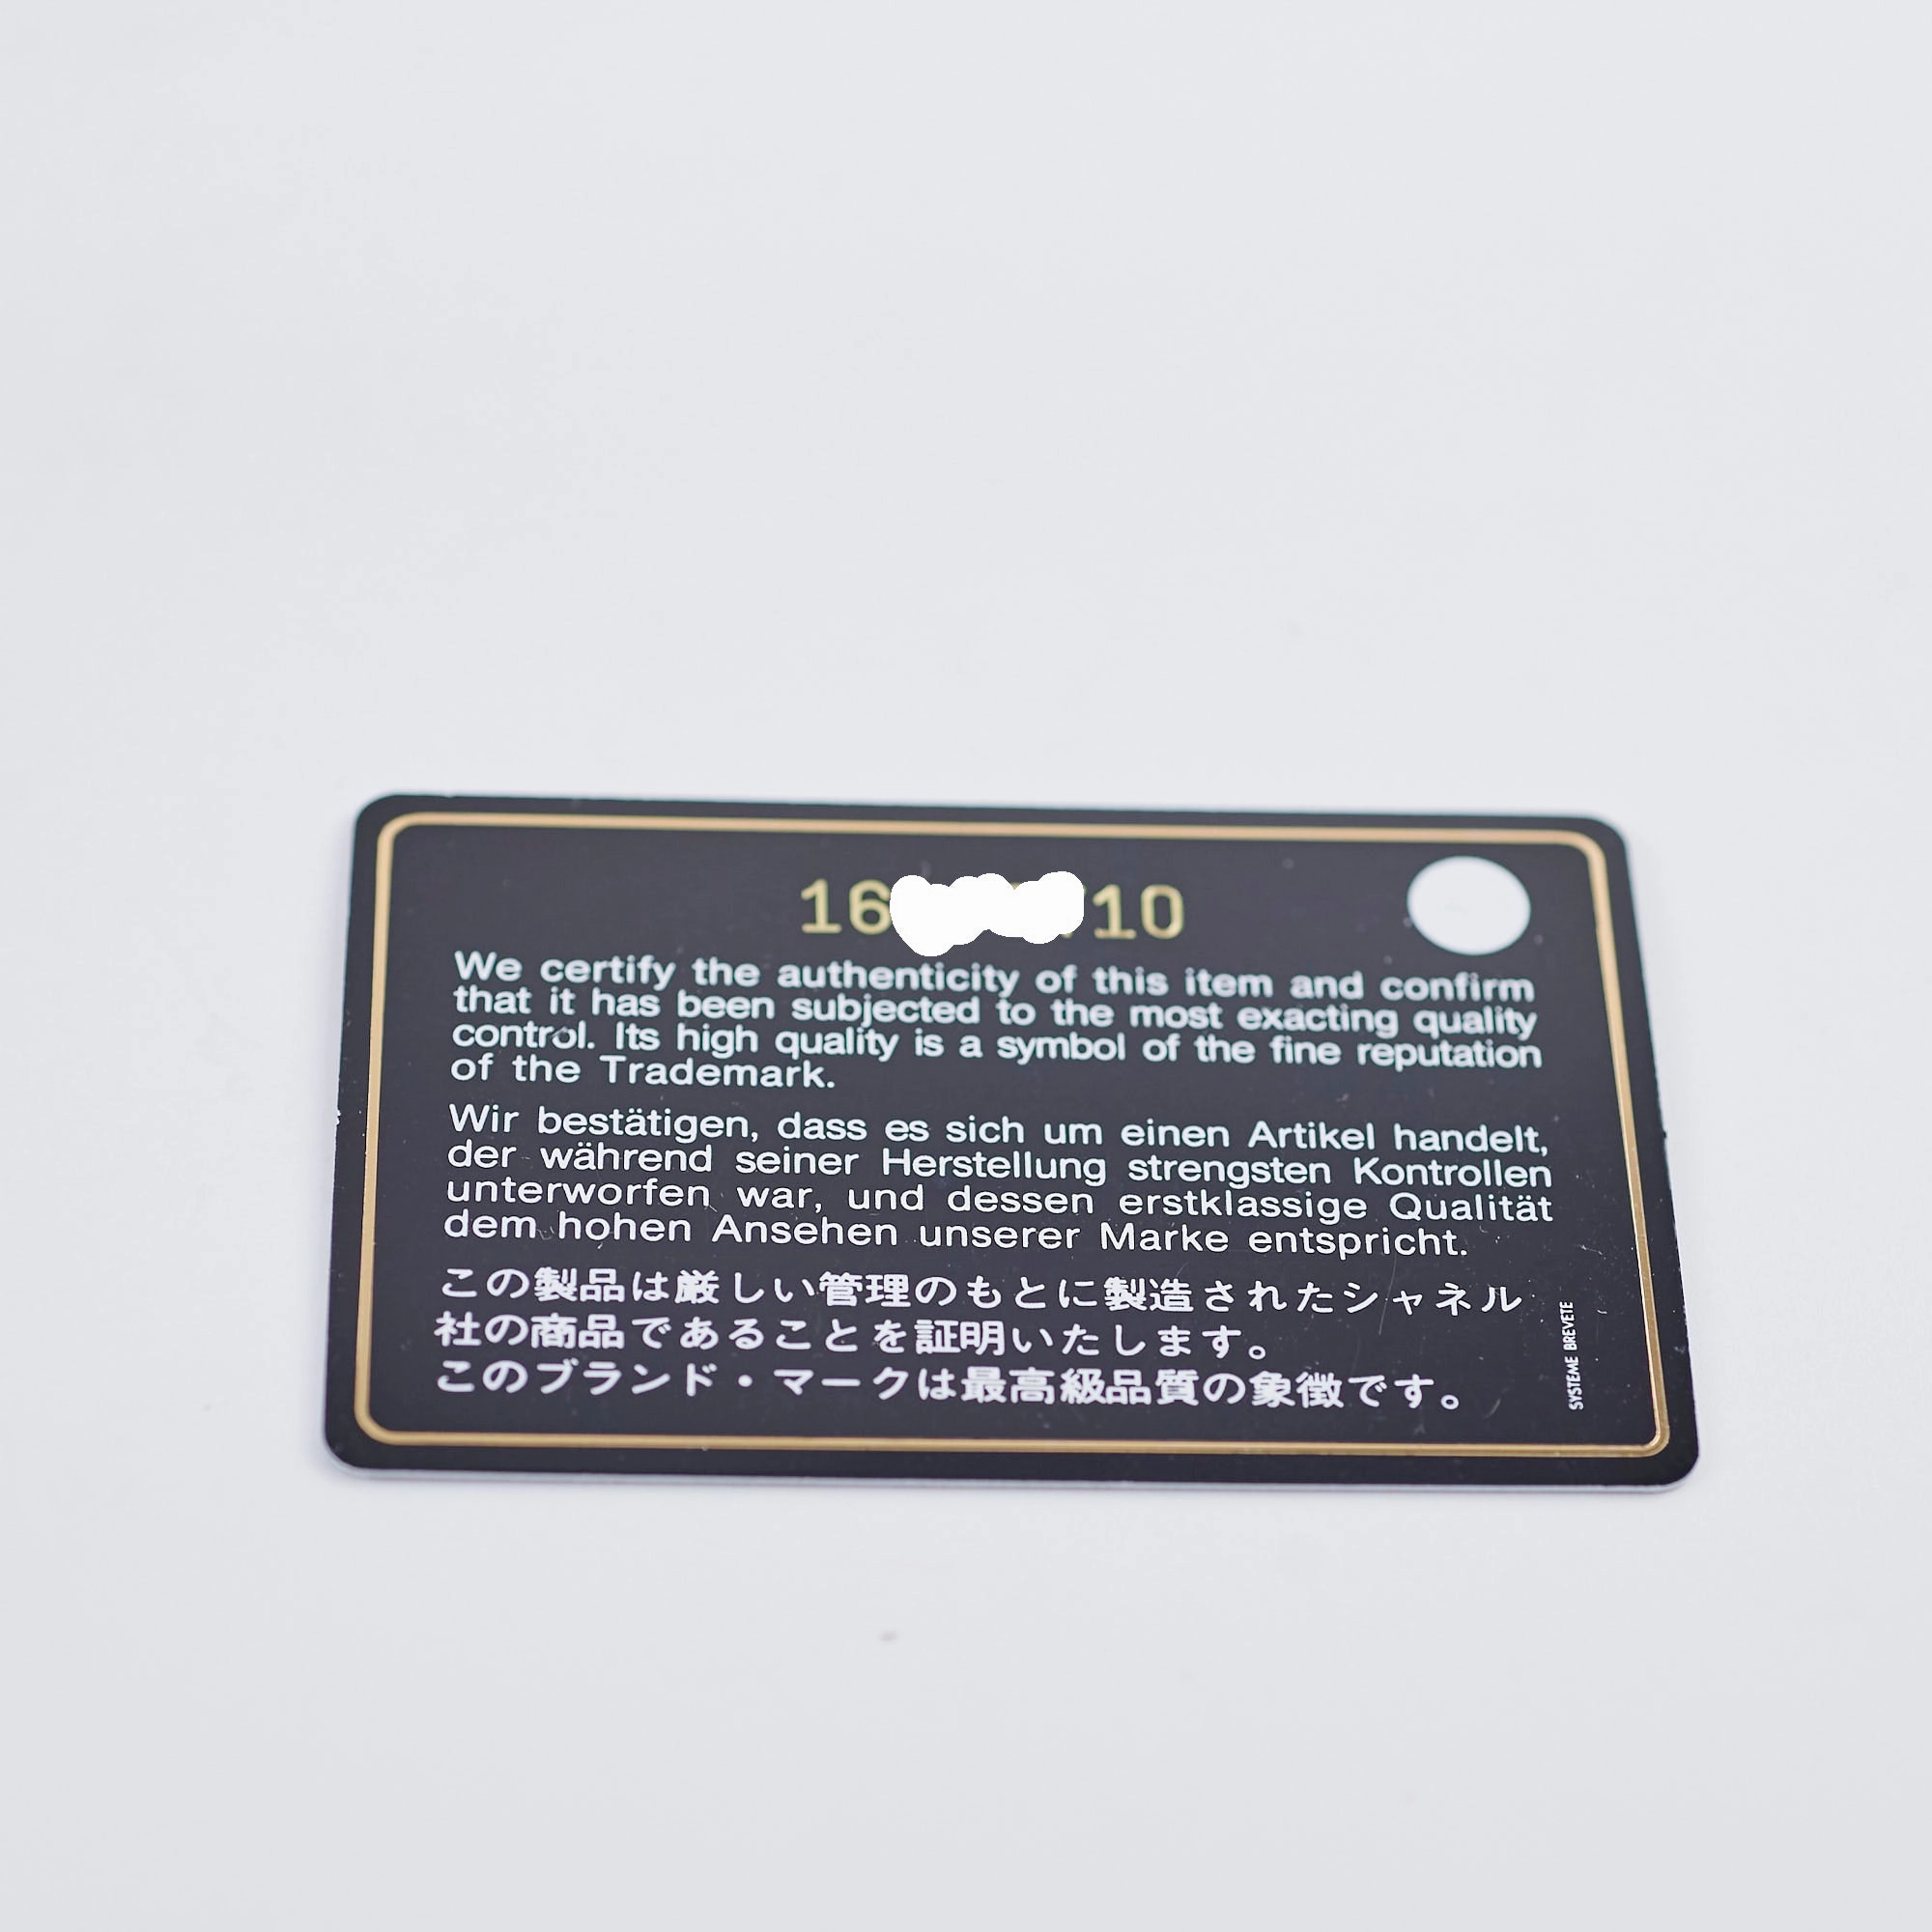 16 10
We certify the authenticity of this item and confirm
that it has been subjected to the most exacting quality
control. Its high quality is a symbol of the fine reputation
of the Trademark.
Wir bestätigen, dass es sich um einen Artikel handelt,
der während seiner Herstellung strengsten Kontrollen
unterworfen war, und dessen erstklassige Qualität
dem hohen Ansehen unserer Marke entspricht.
この製品は厳しい管理のもとに製造されたシャネル
社の商品であることを証明いたします。
このブランド・マークは最高級品質の象徴です。
SYSTEME BREVETE